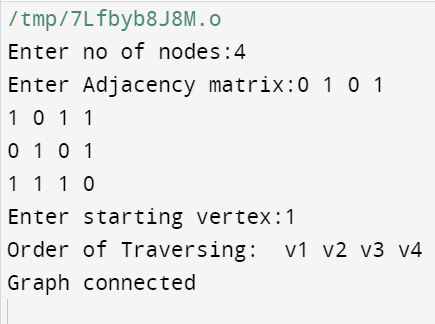 /tmp/7Lfbyb8J8M.o
Enter no of nodes:4
Enter Adjacency matrix:0 1 0 1
1 0 1 1
0 1 0 1
1 1 1 0
Enter starting vertex:1
Order of Traversing:  v1 v2 v3 v4
Graph connected